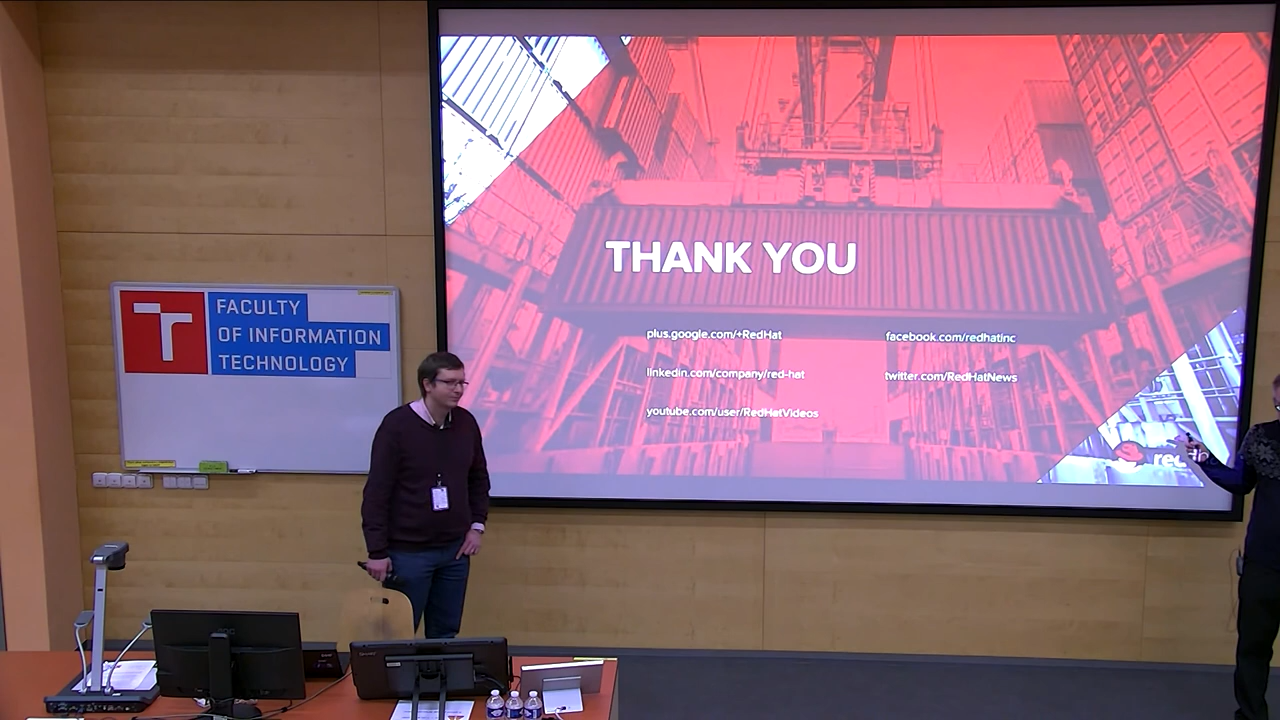 FACULTY
OF INFORMATION
TECHNOLOGY
THANK YOU
plus.google.com/+RedHat
facebook.com/redhatinc
linkedin.com/company/red-hat
twitter.com/RedHatNews
youtube.com/user/RedHatVideos